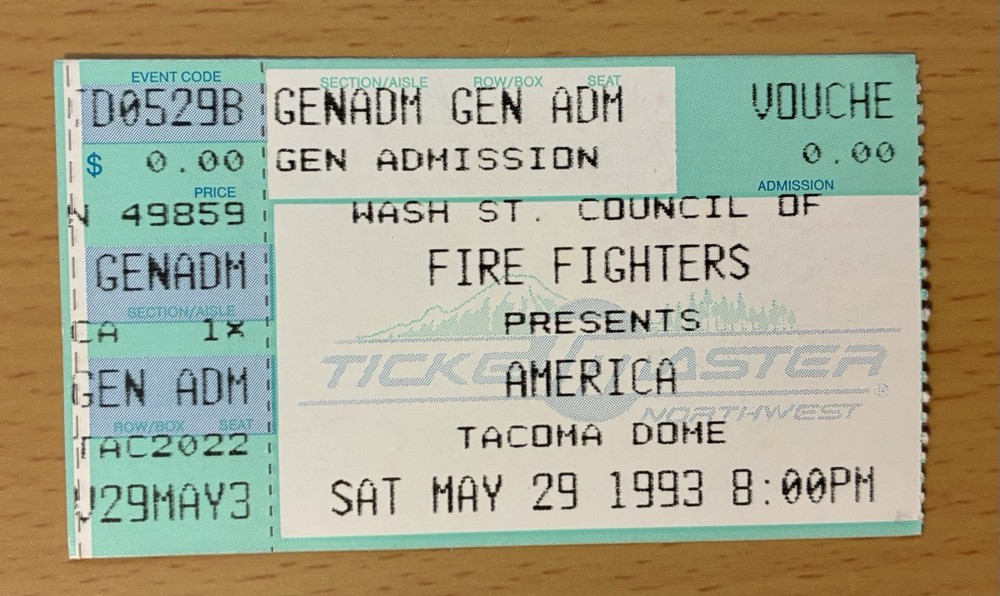 EVENT CODE
TD0529B
$ 0.00
PRICE
N 49859
GENADM
SECTION/AISLE
CA 1x
GEN ADM
ROW/BOX SEAT
TAC2022
U29MAY3
SECTION/AISLE ROW/BOX SEAT
GENADM GEN ADM VOUCHE
GEN ADMISSION 0.00
ADMISSION
WASH ST. COUNCIL OF
FIRE FIGHTERS
PRESENTS
TICKETMASTER ®
AMERICA
NORTHWEST
TACOMA DOME
SAT MAY 29 1993 8:00PM